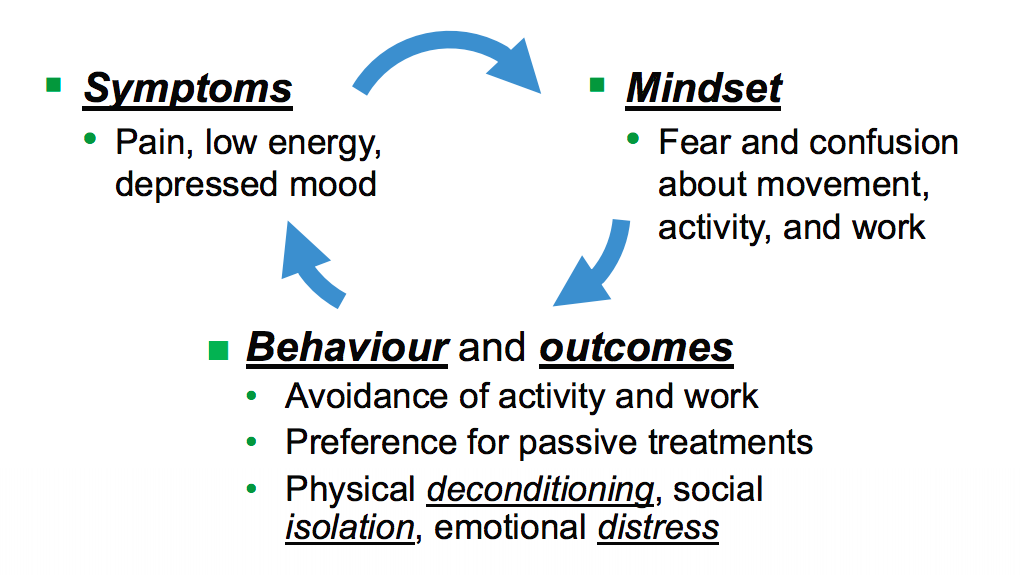 Symptoms
Pain, low energy,
depressed mood
Mindset
Fear and confusion
about movement,
activity, and work
Behaviour and outcomes
Avoidance of activity and work
Preference for passive treatments
Physical deconditioning, social
isolation, emotional distress